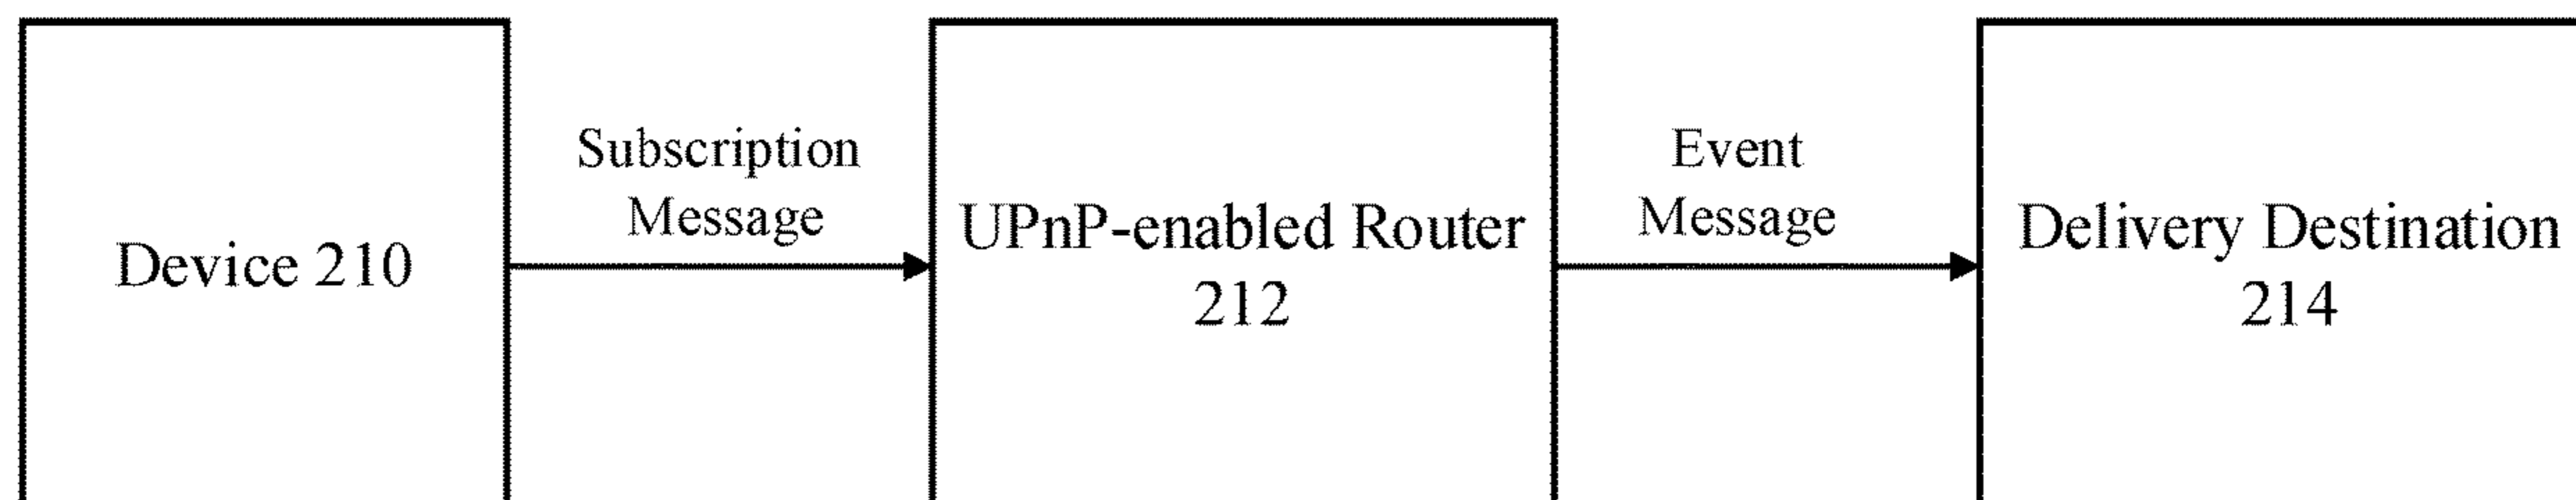 Device 210
Subscription
Message
UPnP-enabled Router
212
Event
Message
Delivery Destination
214